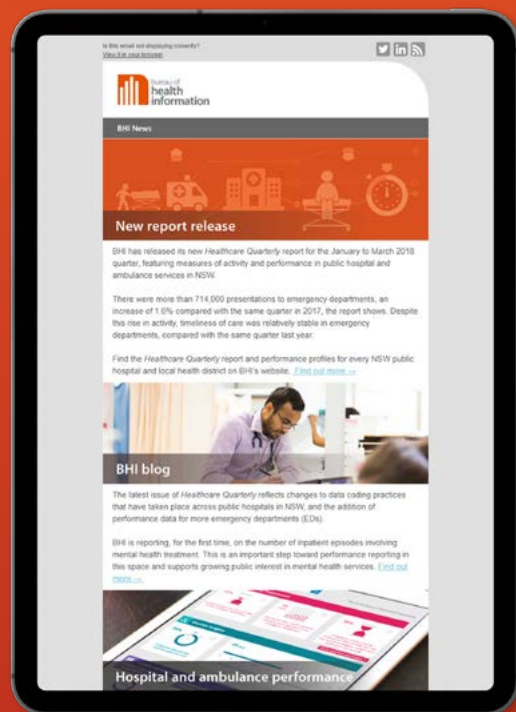 Is this email not displaying correctly?
View it in your browser
bureau of
health
information
BHI News
New report release
BHI has released its new Healthcare Quarterly report for the January to March 2018
quarter, featuring measures of activity and performance in public hospital and
ambulance services in NSW.
There were more than 714,000 presentations to emergency departments, an
increase of 1.6% compared with the same quarter in 2017, the report shows. Despite
this rise in activity, timeliness of care was relatively stable in emergency
departments, compared with the same quarter last year.
Find the Healthcare Quarterly report and performance profiles for every NSW public
hospital and local health district on BHI's website. Find out more →
BHI blog
The latest issue of Healthcare Quarterly reflects changes to data coding practices
that have taken place across public hospitals in NSW, and the addition of
performance data for more emergency departments (EDs).
BHI is reporting, for the first time, on the number of inpatient episodes involving
mental health treatment. This is an important step toward performance reporting in
this space and supports growing public interest in mental health services. Find out
more →
Hospital and ambulance performance